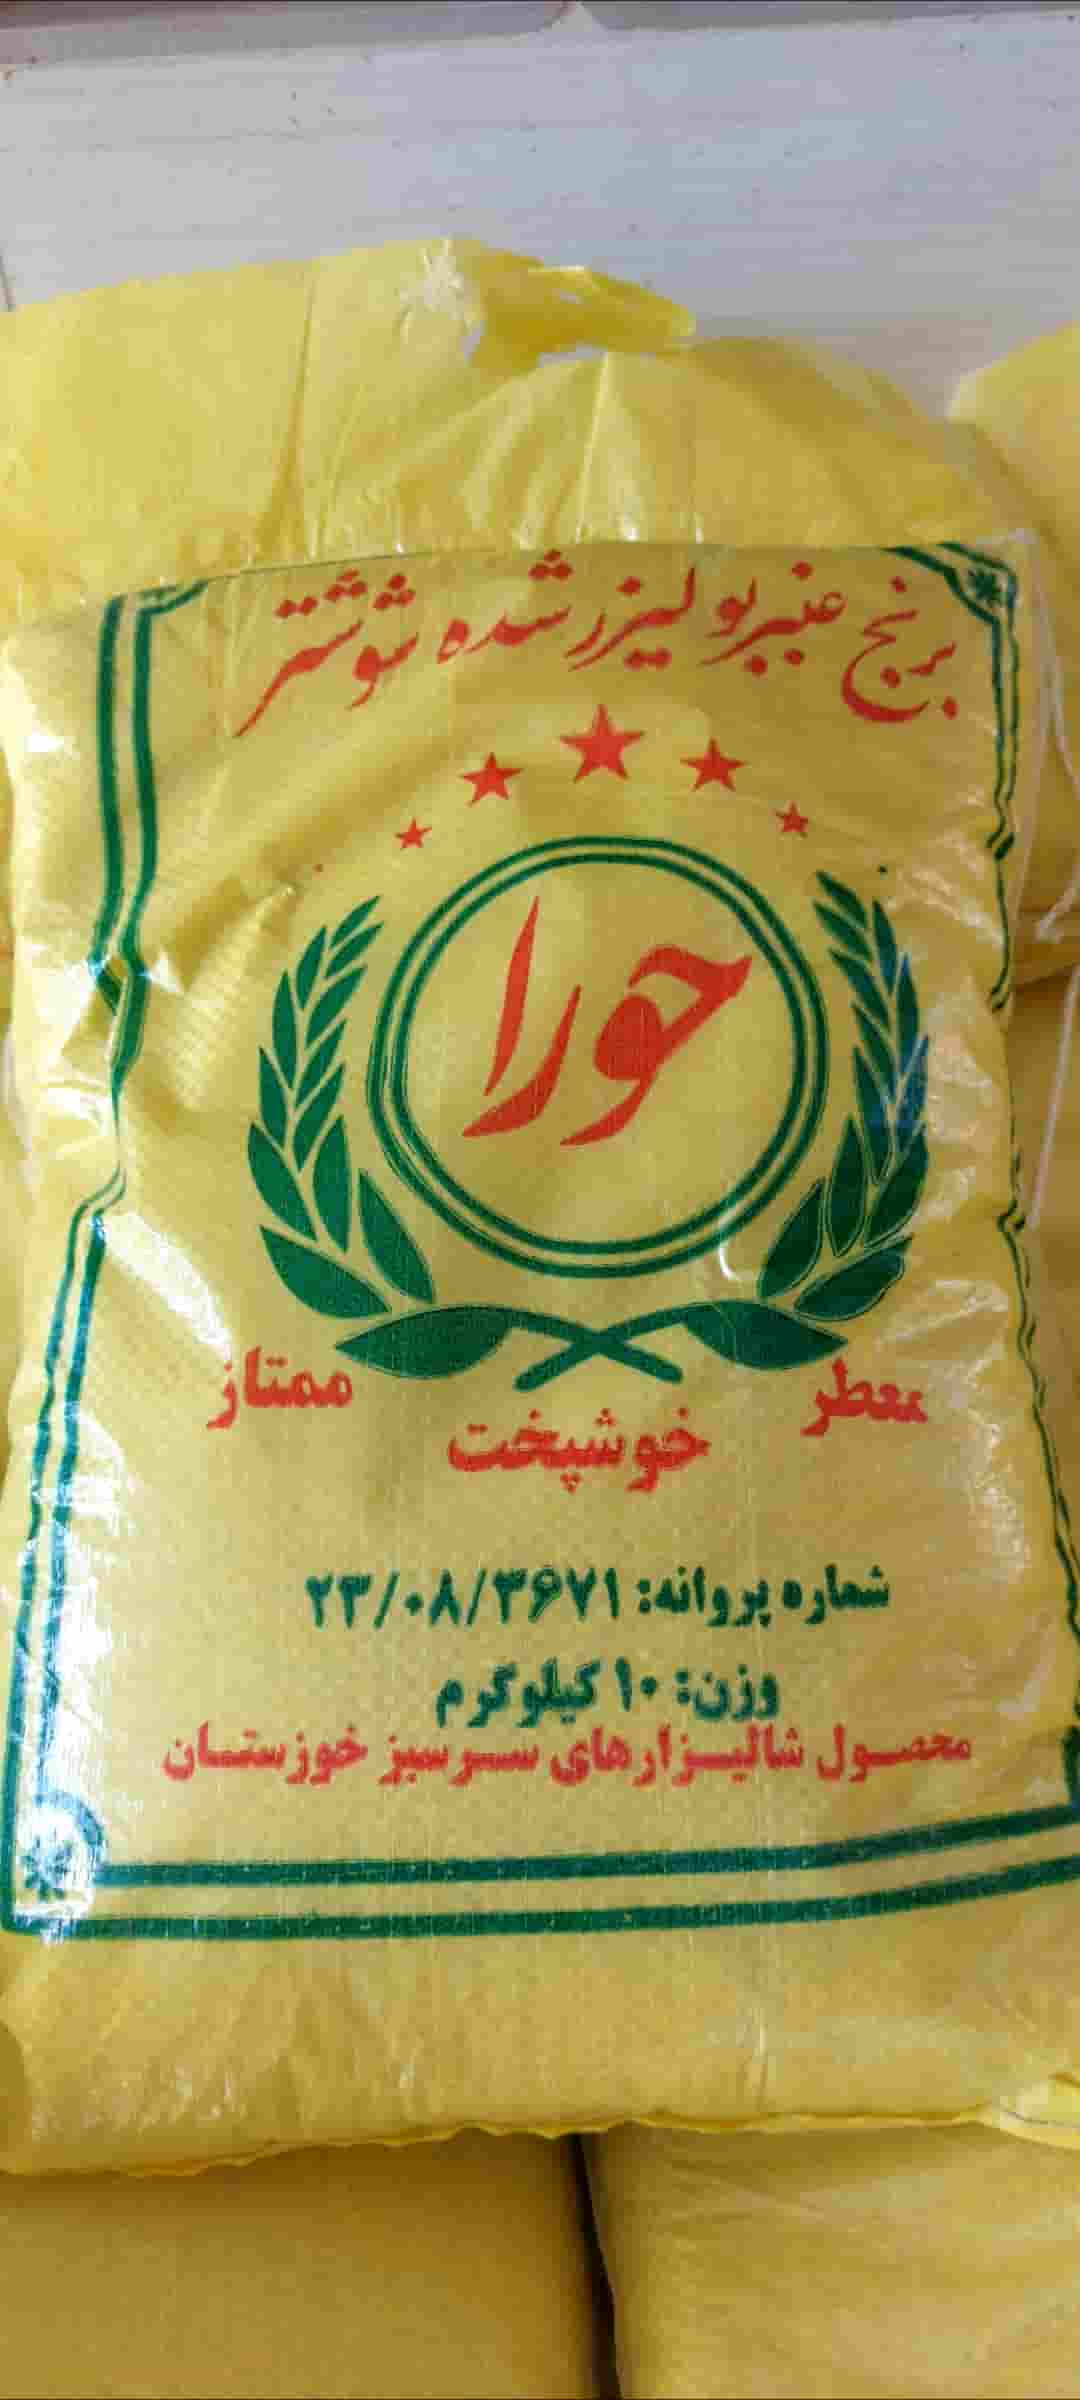 برنج عنبربو لیزر شده شوشتر
حورا
معطر
ممتاز
خوشپخت
شماره پروانه: ۲۳/۰۸/۳۶۷۱
وزن: ۱۰ کیلوگرم
محصول شالیزارهای سرسبز خوزستان